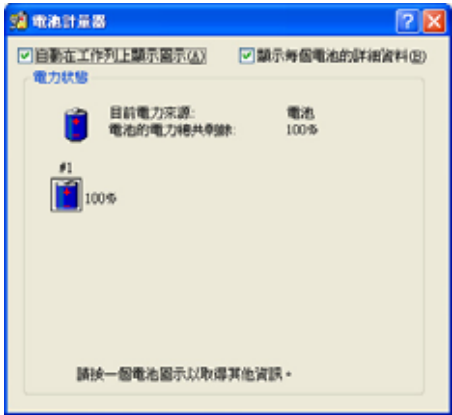 電池計量器
自動在工作列上顯示圖示(A)
顯示每個電池的詳細資料(B)
電力狀態
目前電力來源: 電池
電池的電力總共剩餘: 100%
#1
100%
請按一個電池圖示以取得其他資訊。